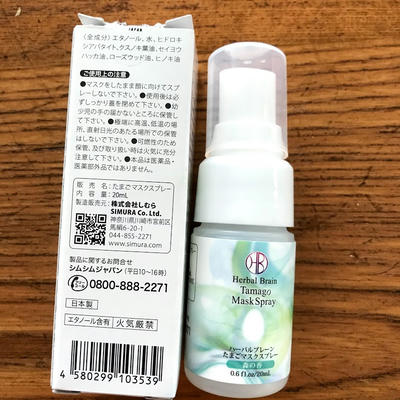 JAPAN
〈全成分〉エタノール、水、ヒドロキ
シアパタイト、クスノキ葉油、セイヨウ
ハッカ油、ローズウッド油、ヒノキ油
ご使用上の注意
●マスクをしたまま顔に向けてスプ
レーしないで下さい。●使用後は必
ずしっかり蓋を閉めて下さい。●幼
少児の手の届かないところに保管し
て下さい。●極端に高温、低温の場
所、直射日光のあたる場所での保管
はしないで下さい。●可燃性のため
保管、及び取り扱い時は火気に充分
注意して下さい。●本品は医薬品・
医薬部外品ではありません。
販売名:たまごマスクスプレー
内容量:20mL
製造販売元:株式会社しむら
SIMURA Co. Ltd.
神奈川県川崎市宮前区
馬絹6-20-1
044-855-2271
www.simura.com
製品に関するお問合せ
シムシムジャパン(平日10〜16時)
0800-888-2271
日本製
エタノール含有 火気厳禁
4 580299 103539
Herbal Brain
Tamago
Mask Spray
ハーバルブレーン
たまごマスクスプレー
森の香
0.6 fl.oz/20mL